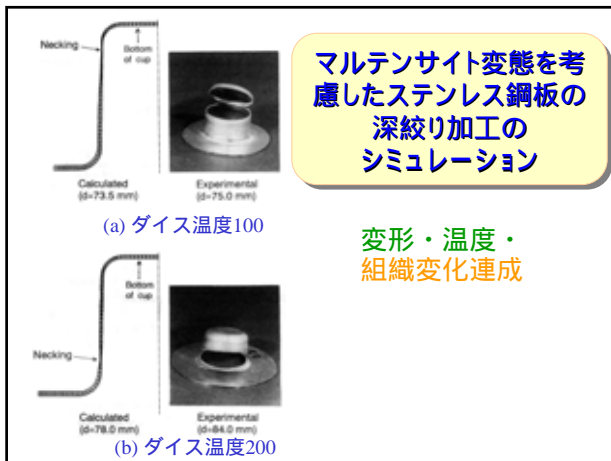 Necking
Bottom
of cup
Calculated
(d=73.5 mm)
Experimental
(d=75.0 mm)
(a) ダイス温度100
マルテンサイト変態を考
慮したステンレス鋼板の
深絞り加工の
シミュレーション
変形・温度・
組織変化連成
Bottom
of cup
Necking
Calculated
(d=78.0 mm)
Experimental
(d=84.0 mm)
(b) ダイス温度200